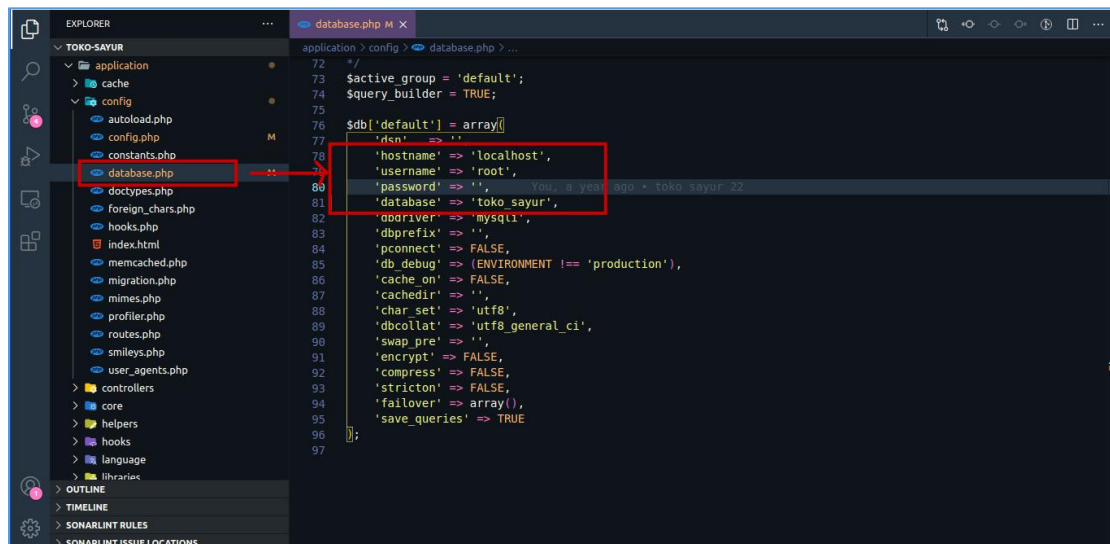 EXPLORER
TOKO-SAYUR
application
cache
config
autoload.php
config.php M
constants.php
database.php M
doctypes.php
foreign_chars.php
hooks.php
index.html
memcached.php
migration.php
mimes.php
profiler.php
routes.php
smileys.php
user_agents.php
controllers
core
helpers
hooks
language
libraries
OUTLINE
TIMELINE
SONARLINT RULES
SONARLINT ISSUE LOCATIONS
4
1
database.php M ×
application > config > database.php > ...
72 */
73 $active_group = 'default';
74 $query_builder = TRUE;
75
76 $db['default'] = array(
77 'dsn' => '',
78 'hostname' => 'localhost',
79 'username' => 'root',
80 'password' => '', You, a year ago • toko sayur 22
81 'database' => 'toko_sayur',
82 'dbdriver' => 'mysqli',
83 'dbprefix' => '',
84 'pconnect' => FALSE,
85 'db_debug' => (ENVIRONMENT !== 'production'),
86 'cache_on' => FALSE,
87 'cachedir' => '',
88 'char_set' => 'utf8',
89 'dbcollat' => 'utf8_general_ci',
90 'swap_pre' => '',
91 'encrypt' => FALSE,
92 'compress' => FALSE,
93 'stricton' => FALSE,
94 'failover' => array(),
95 'save_queries' => TRUE
96 );
97